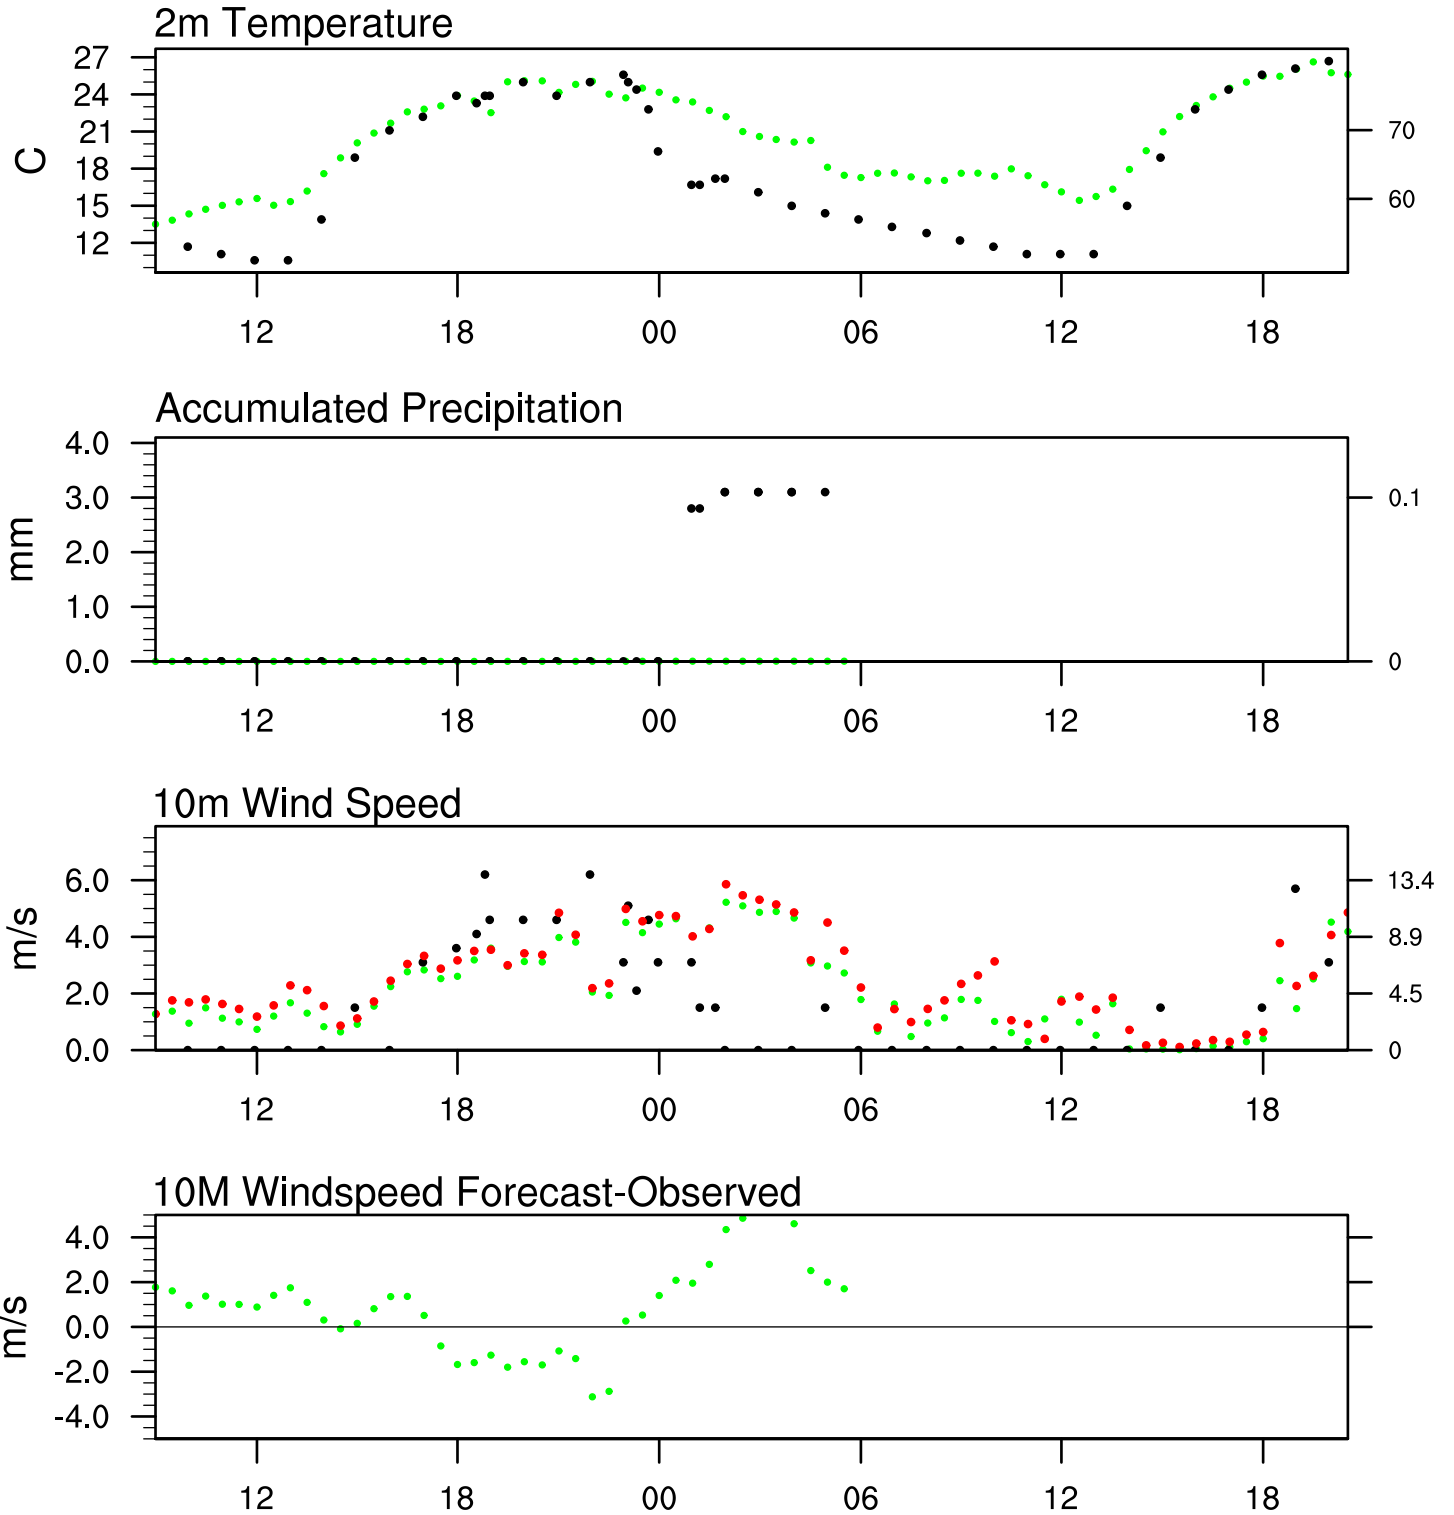 2m Temperature
27
24
21
18
15
12
C
70
60
12 18 00 06 12 18
Accumulated Precipitation
4.0
3.0
2.0
1.0
0.0
mm
0.1
0
12 18 00 06 12 18
10m Wind Speed
6.0
4.0
2.0
0.0
m/s
13.4
8.9
4.5
0
12 18 00 06 12 18
10M Windspeed Forecast-Observed
4.0
2.0
0.0
-2.0
-4.0
m/s
12 18 00 06 12 18